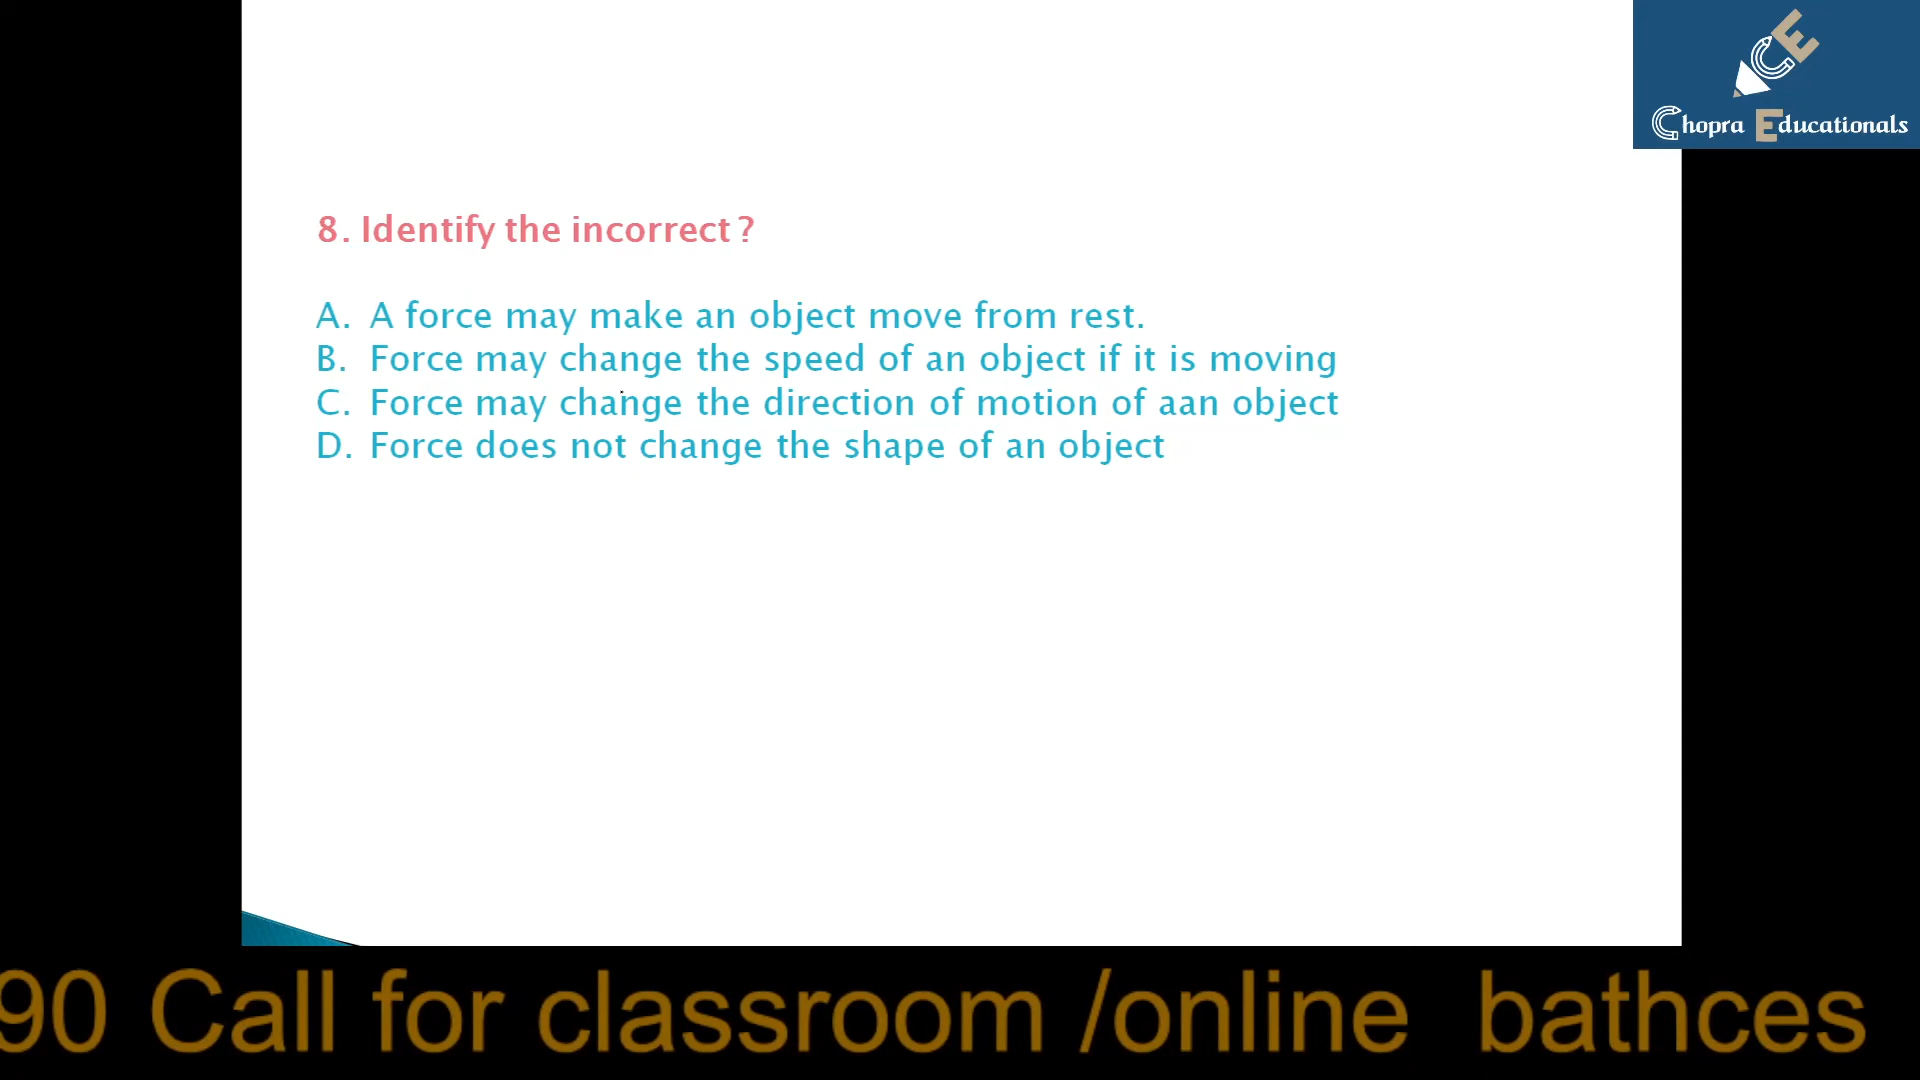 CE
Chopra Educationals
8. Identify the incorrect?
A. A force may make an object move from rest.
B. Force may change the speed of an object if it is moving
C. Force may change the direction of motion of aan object
D. Force does not change the shape of an object
90 Call for classroom /online bathces